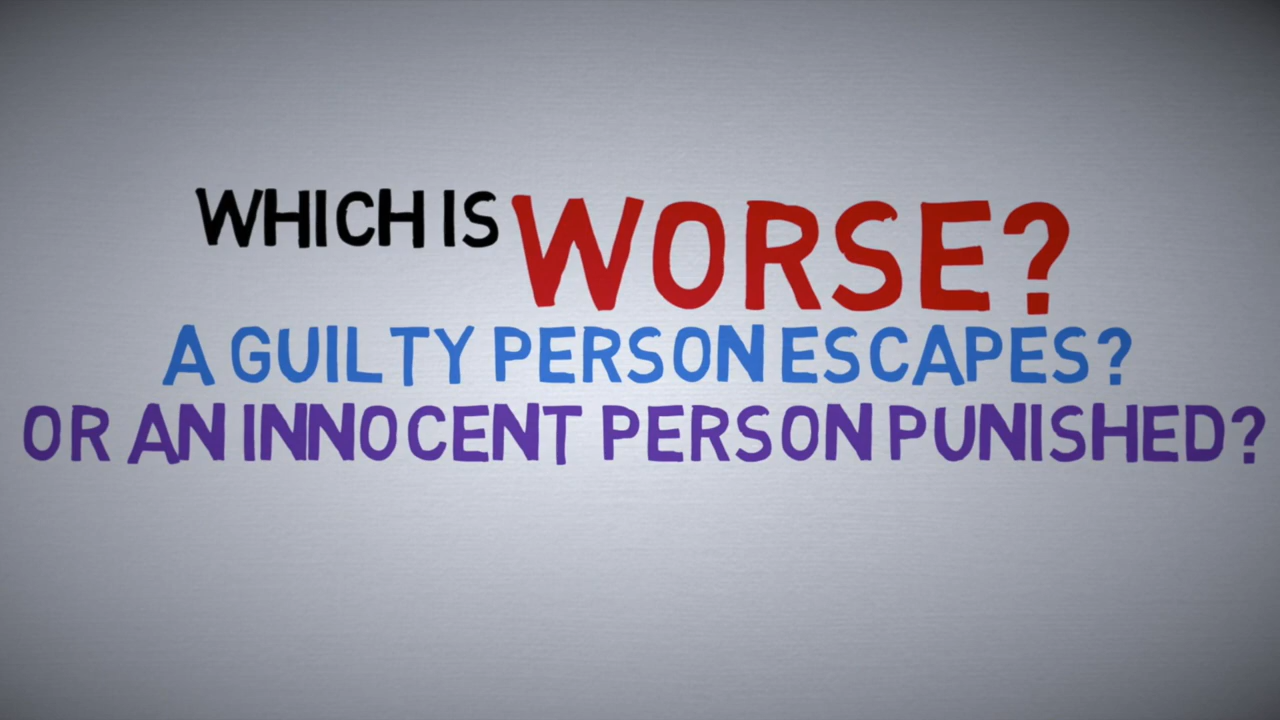 WHICH IS WORSE?
A GUILTY PERSON ESCAPES?
OR AN INNOCENT PERSON PUNISHED?